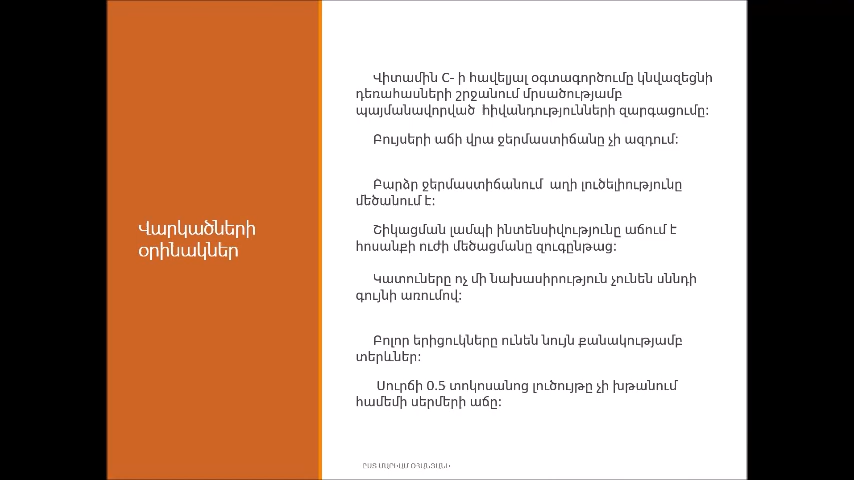 Վարկածների
օրինակներ
Վիտամին C- ի հավելյալ օգտագործումը կնվազեցնի
դեռահասների շրջանում մրսածությամբ
պայմանավորված հիվանդությունների զարգացումը:
Բույսերի աճի վրա ջերմաստիճանը չի ազդում:
Բարձր ջերմաստիճանում աղի լուծելիությունը
մեծանում է:
Շիկացման լամպի ինտենսիվությունը աճում է
հոսանքի ուժի մեծացմանը զուգընթաց:
Կատուները ոչ մի նախասիրություն չունեն սննդի
գույնի առումով:
Բոլոր երիցուկները ունեն նույն քանակությամբ
տերևներ:
Սուրճի 0.5 տոկոսանոց լուծույթը չի խթանում
համեմի սերմերի աճը: